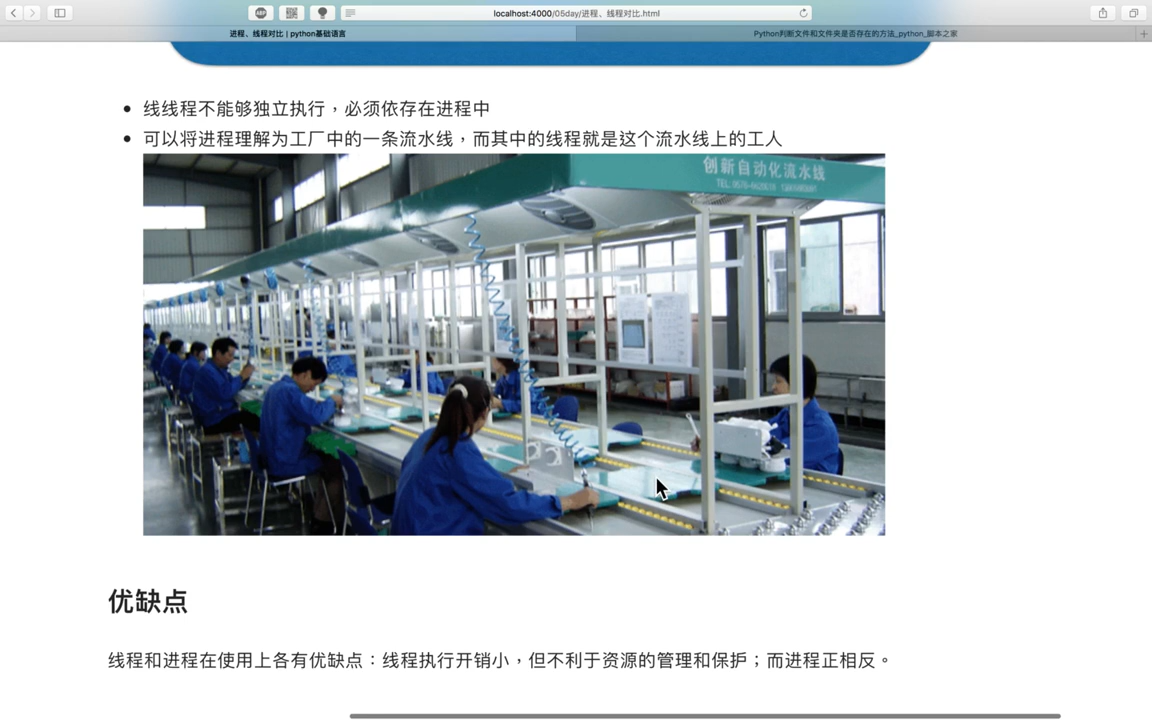 localhost:4000/05day/进程、线程对比.html
进程、线程对比 | python基础语言
Python判断文件和文件夹是否存在的方法_python_脚本之家
ABP
线线程不能够独立执行，必须依存在进程中
可以将进程理解为工厂中的一条流水线，而其中的线程就是这个流水线上的工人
创新自动化流水线
优缺点
线程和进程在使用上各有优缺点：线程执行开销小，但不利于资源的管理和保护；而进程正相反。